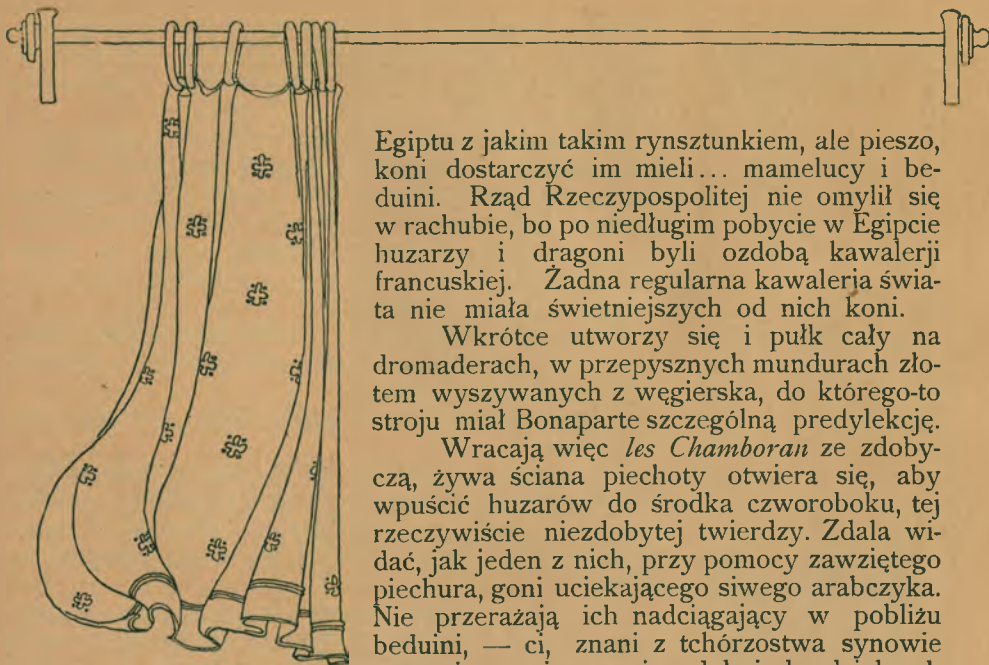 Egiptu z jakim takim rynsztunkiem, ale pieszo,
koni dostarczyć im mieli... mamelucy i be-
duini. Rząd Rzeczypospolitej nie omylił się
w rachubie, bo po niedługim pobycie w Egipcie
huzarzy i dragoni byli ozdobą kawalerji
francuskiej. Żadna regularna kawaleria świa-
ta nie miała świetniejszych od nich koni.
Wkrótce utworzy się i pułk cały na
dromaderach, w przepysznych mundurach zło-
tem wyszywanych z węgierska, do którego-to
stroju miał Bonaparte szczególną predylekcję.
Wracają więc les Chamboran ze zdoby-
czą, żywa ściana piechoty otwiera się, aby
wpuścić huzarów do środka czworoboku, tej
rzeczywiście niezdobytej twierdzy. Zdala wi-
dać, jak jeden z nich, przy pomocy zawziętego
piechura, goni uciekającego siwego arabczyka.
Nie przerażają ich nadciągający w pobliżu
beduini, — ci, znani z tchórzostwa synowie